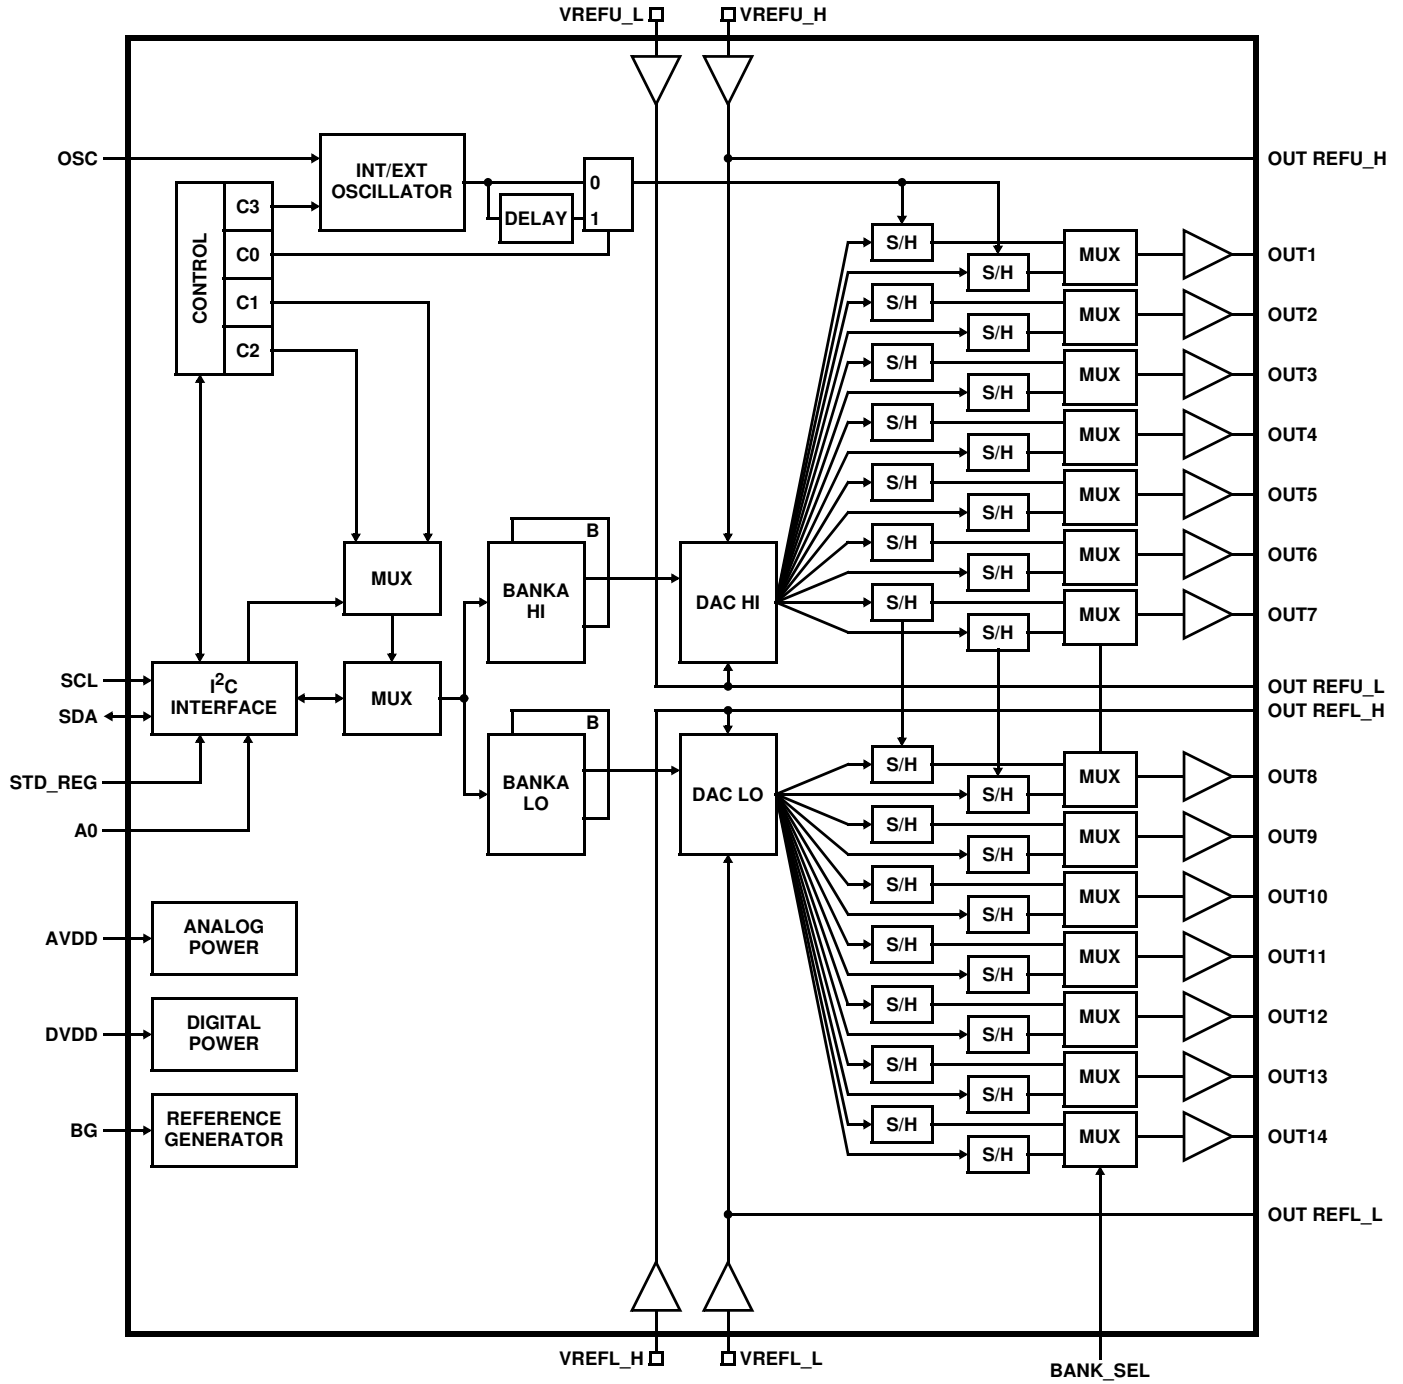 VREFU_L
VREFU_H
OSC
INT/EXT
OSCILLATOR
0
DELAY
1
OUT REFU_H
CONTROL
C3
C0
C1
C2
S/H
S/H
MUX
OUT1
S/H
S/H
MUX
OUT2
S/H
S/H
MUX
OUT3
S/H
S/H
MUX
OUT4
S/H
S/H
MUX
OUT5
S/H
S/H
MUX
OUT6
S/H
S/H
MUX
OUT7
MUX
B
BANKA
HI
DAC HI
SCL
SDA
I2C
INTERFACE
MUX
OUT REFU_L
OUT REFL_H
STD_REG
A0
B
BANKA
LO
DAC LO
S/H
S/H
MUX
OUT8
S/H
S/H
MUX
OUT9
S/H
S/H
MUX
OUT10
S/H
S/H
MUX
OUT11
S/H
S/H
MUX
OUT12
S/H
S/H
MUX
OUT13
S/H
S/H
MUX
OUT14
AVDD
ANALOG
POWER
DVDD
DIGITAL
POWER
BG
REFERENCE
GENERATOR
OUT REFL_L
VREFL_H
VREFL_L
BANK_SEL